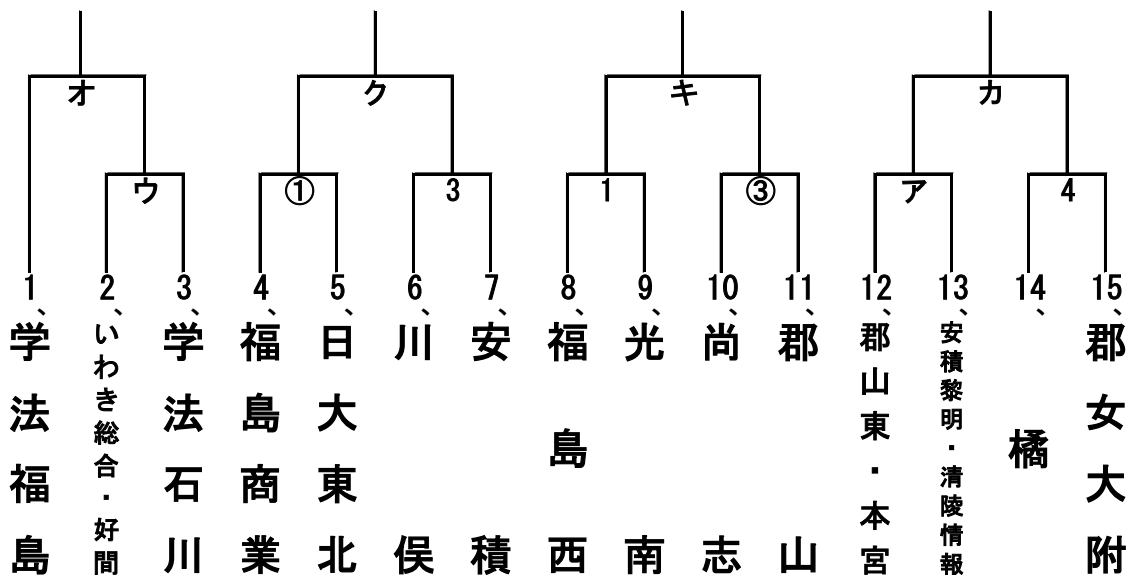 オ
ク
キ
カ
ウ
①
3
1
③
ア
4
1、学法福島
2、いわき総合・好間
3、学法石川
4、福島商業
5、日大東北
6、川俣
7、安積
8、福島西
9、光南
10、尚志
11、郡山
12、郡山東・本宮
13、安積黎明・清陵情報
14、橘
15、郡女大附